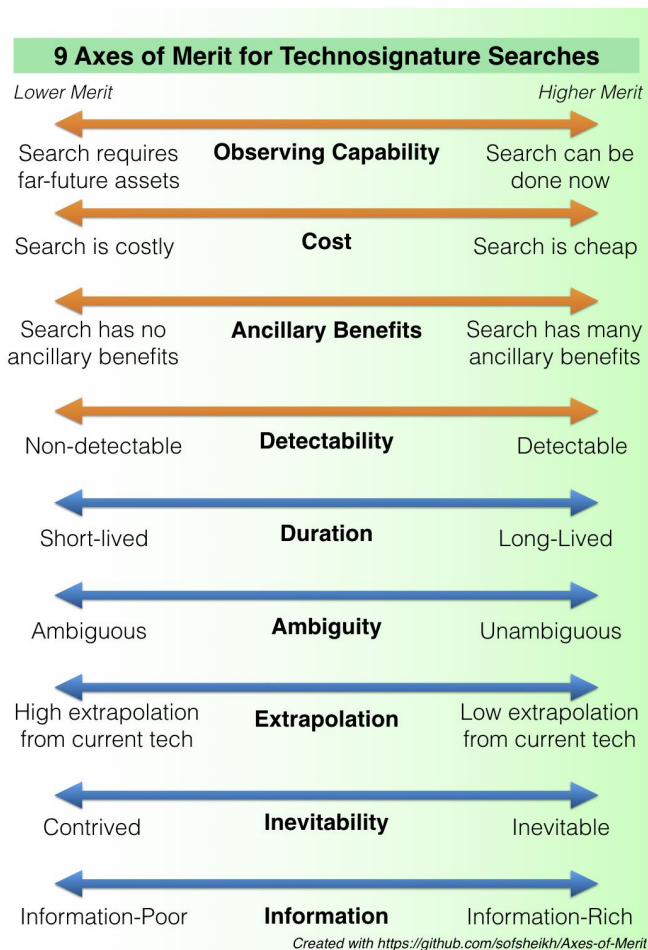 9 Axes of Merit for Technosignature Searches
Lower Merit
Higher Merit
Search requires
far-future assets
Observing Capability
Search can be
done now
Search is costly
Cost
Search is cheap
Search has no
ancillary benefits
Ancillary Benefits
Search has many
ancillary benefits
Non-detectable
Detectability
Detectable
Short-lived
Duration
Long-Lived
Ambiguous
Ambiguity
Unambiguous
High extrapolation
from current tech
Extrapolation
Low extrapolation
from current tech
Contrived
Inevitability
Inevitable
Information-Poor
Information
Information-Rich
Created with https://github.com/sofsheikh/Axes-of-Merit